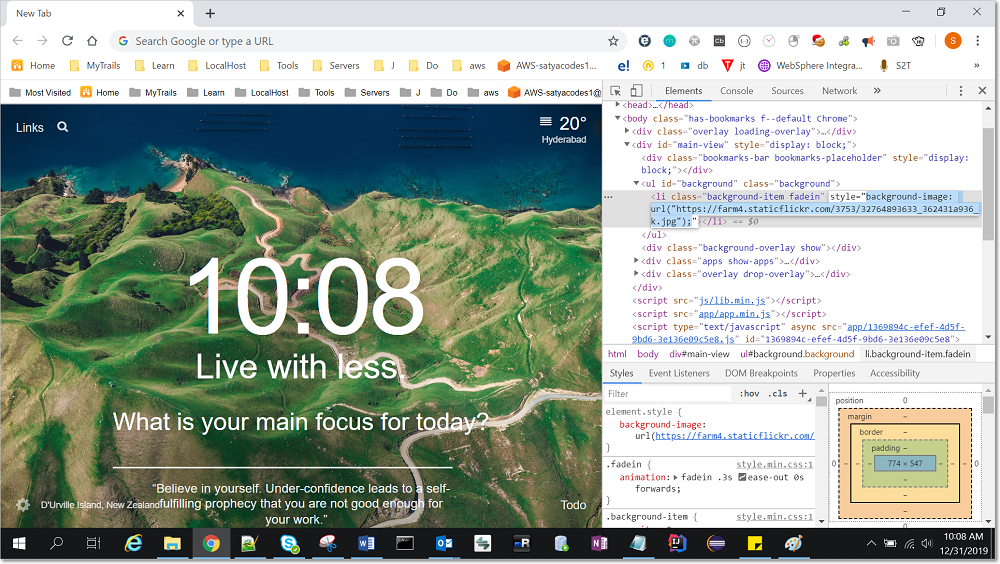 New Tab
Search Google or type a URL
Home MyTrails Learn LocalHost Tools Servers J Do aws AWS-satyacodes1... e! 1 db jt WebSphere Integra... S2T
Most Visited Home MyTrails Learn LocalHost Tools Servers J Do aws AWS-satyacodes1@
Links
20°
Hyderabad
10:08
Live with less.
What is your main focus for today?
"Believe in yourself. Under-confidence leads to a self-
fulfilling prophecy that you are not good enough for
your work."
D'Urville Island, New Zealand
Todo
Elements Console Sources Network »
<head>…</head>
<body class="has-bookmarks f--default Chrome">
<div class="overlay loading-overlay">…</div>
<div id="main-view" style="display: block;">
<div class="bookmarks-bar bookmarks-placeholder" style="display:
block;"></div>
<ul id="background" class="background">
<li class="background-item fadein" style="background-image:
url("https://farm4.staticflickr.com/3753/32764893633_362431a936_
k.jpg");"></li> == $0
</ul>
<div class="background-overlay show"></div>
<div class="apps show-apps">…</div>
<div class="overlay drop-overlay">…</div>
</div>
<script src="js/lib.min.js"></script>
<script src="app/app.min.js"></script>
<script type="text/javascript" async src="app/1369894c-efef-4d5f-
9bd6-3e136e09c5e8.js" id="1369894c-efef-4d5f-9bd6-3e136e09c5e8">
html body div#main-view ul#background.background li.background-item.fadein
Styles Event Listeners DOM Breakpoints Properties Accessibility
Filter :hov .cls +
element.style {
background-image:
url(https://farm4.staticflickr.com/
}
.fadein { style.min.css:1
animation: fadein .3s ease-out 0s
forwards;
}
.background-item { style.min.css:1
position 0
margin –
border –
padding –
0 – – – 774 × 547 – – – 0
–
–
–
0
S
Cb
10:08 AM
12/31/2019